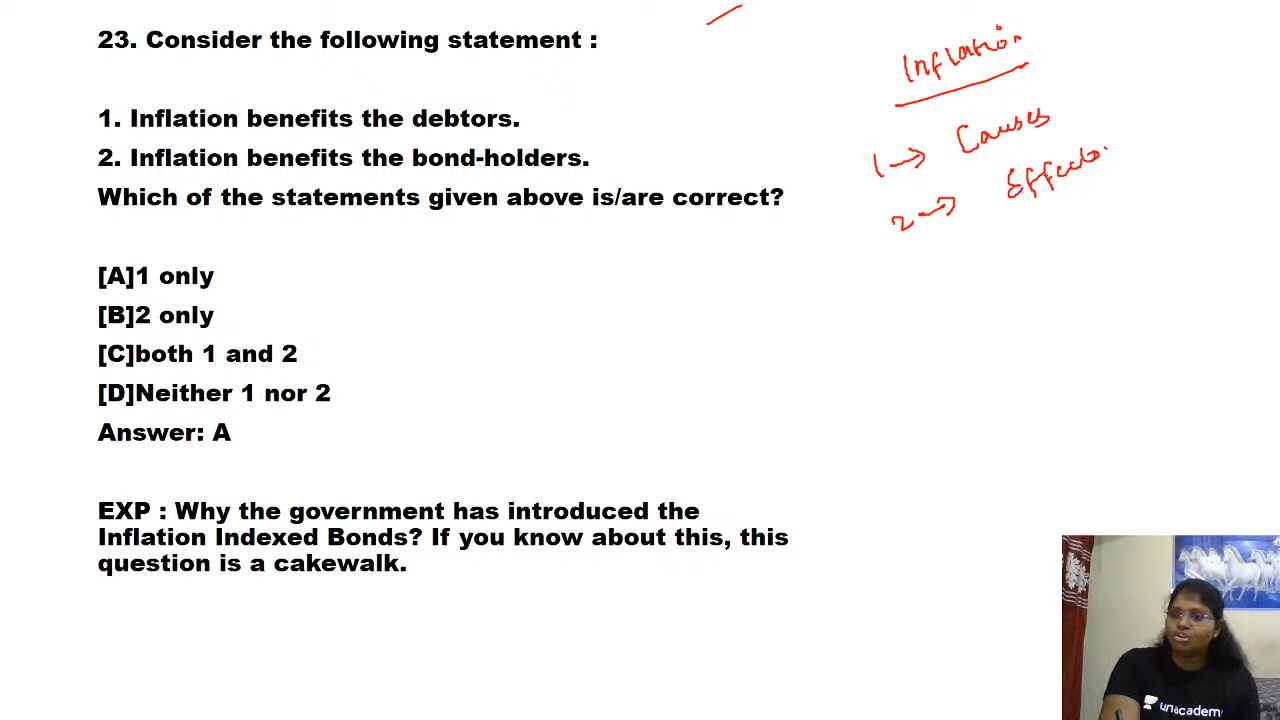 23. Consider the following statement :
1. Inflation benefits the debtors.
2. Inflation benefits the bond-holders.
Which of the statements given above is/are correct?
[A]1 only
[B]2 only
[C]both 1 and 2
[D]Neither 1 nor 2
Answer: A
EXP : Why the government has introduced the
Inflation Indexed Bonds? If you know about this, this
question is a cakewalk.
Inflation
1→ Causes
2→ Effects.
unacademy